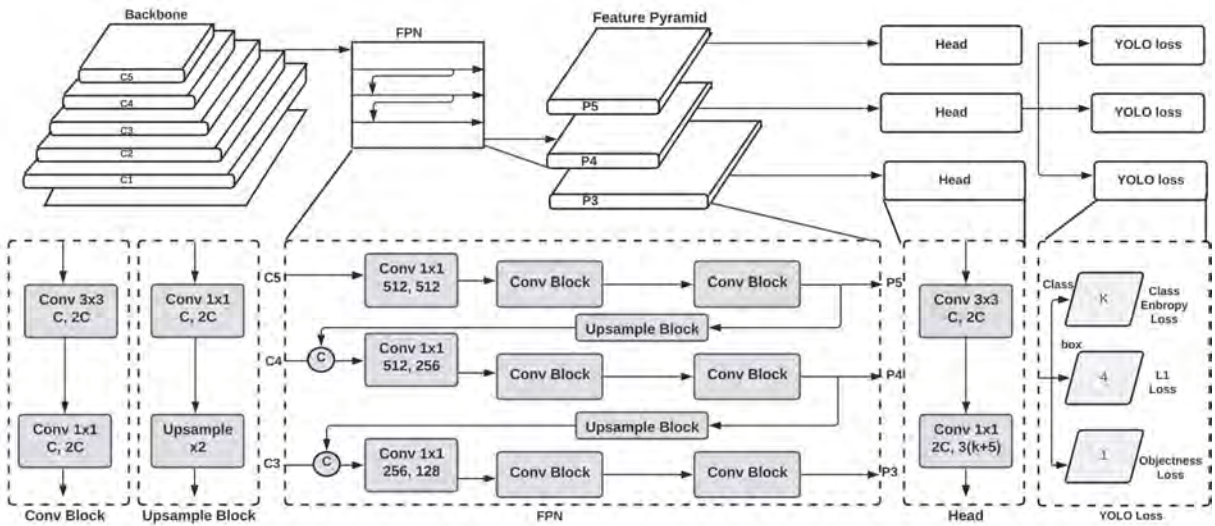 Backbone
FPN
Feature Pyramid
C5
C4
C3
C2
C1
P5
P4
P3
Head
Head
Head
YOLO loss
YOLO loss
YOLO loss
Conv 3x3
C, 2C
Conv 1x1
C, 2C
Conv Block
Conv 1x1
C, 2C
Upsample
x2
Upsample Block
C5
Conv 1x1
512, 512
Conv Block
Conv Block
P5
Upsample Block
C4
C
Conv 1x1
512, 256
Conv Block
Conv Block
P4
Upsample Block
C3
C
Conv 1x1
256, 128
Conv Block
Conv Block
P3
FPN
Conv 3x3
C, 2C
Conv 1x1
2C, 3(k+5)
Head
Class
K
Class
Enbropy
Loss
box
4
L1
Loss
1
Objectness
Loss
YOLO Loss